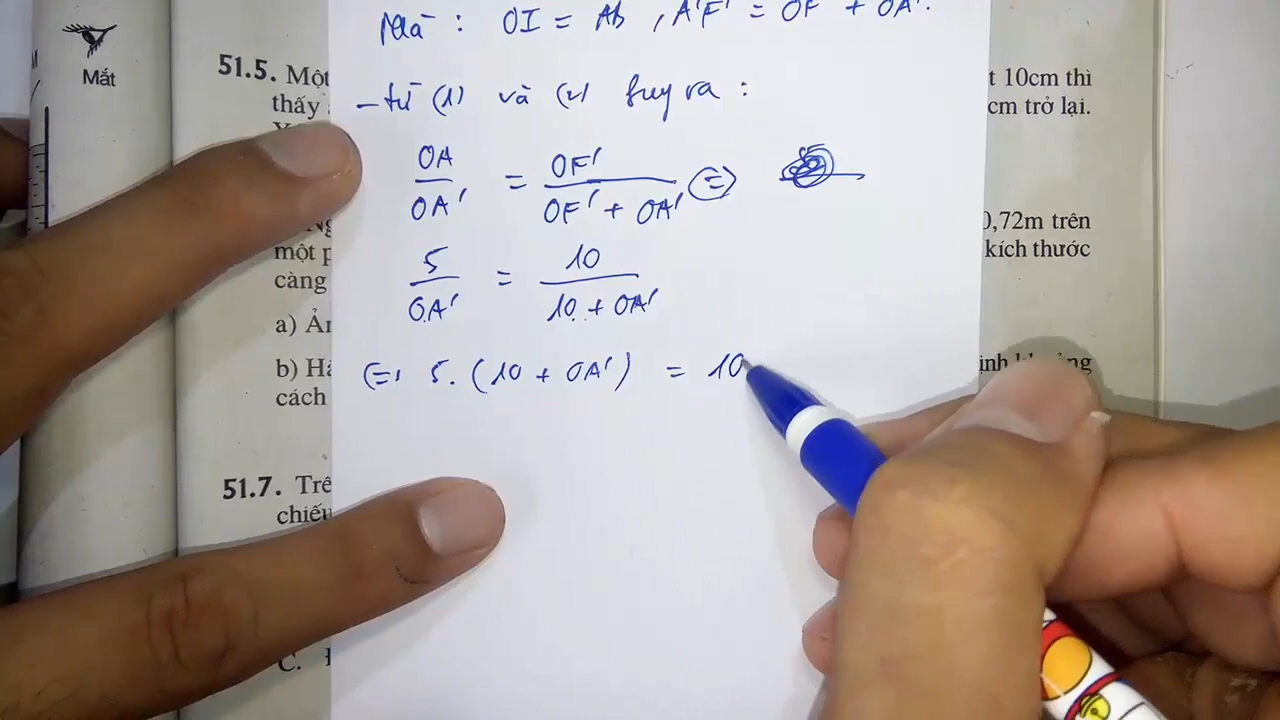 Mà : OI = AB , A'F' = OF' + OA'.
- từ (1) và (2) suy ra :
OA / OA' = OF' / OF' + OA' (=)
5 / OA' = 10 / 10 + OA'
(=) 5. (10 + OA') = 10
Mắt
51.5. Một
thấy
t 10cm thì
cm trở lại.
một p
càng
a) Ản
b) Hã
cách
0,72m trên
kích thước
51.7. Trê
chiếu
C.